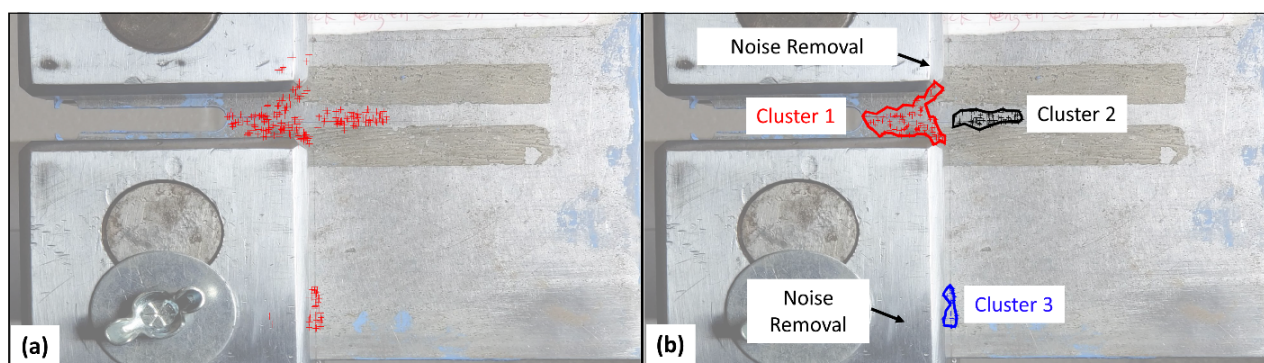 Noise Removal
Cluster 1
Cluster 2
Noise
Removal
Cluster 3
(a)
(b)